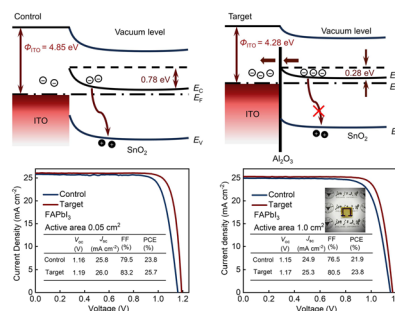 Control
Vacuum level
Φ_ITO = 4.85 eV
0.78 eV
E_C
E_F
ITO
SnO₂
E_V
Target
Vacuum level
Φ_ITO = 4.28 eV
0.28 eV
ITO
SnO₂
Al₂O₃
Current density (mA cm⁻²)
30
25
20
15
10
5
0
Control
Target
FAPbI₃
Active area 0.05 cm²
V_oc (V) J_sc (mA cm⁻²) FF (%) PCE (%)
Control 1.16 25.8 79.5 23.8
Target 1.19 26.0 83.2 25.7
0.0 0.2 0.4 0.6 0.8 1.0 1.2
Voltage (V)
Current density (mA cm⁻²)
30
25
20
15
10
5
0
Control
Target
FAPbI₃
Active area 1.0 cm²
V_oc (V) J_sc (mA cm⁻²) FF (%) PCE (%)
Control 1.15 24.9 76.5 21.9
Target 1.17 25.3 80.5 23.8
0.0 0.2 0.4 0.6 0.8 1.0
Voltage (V)